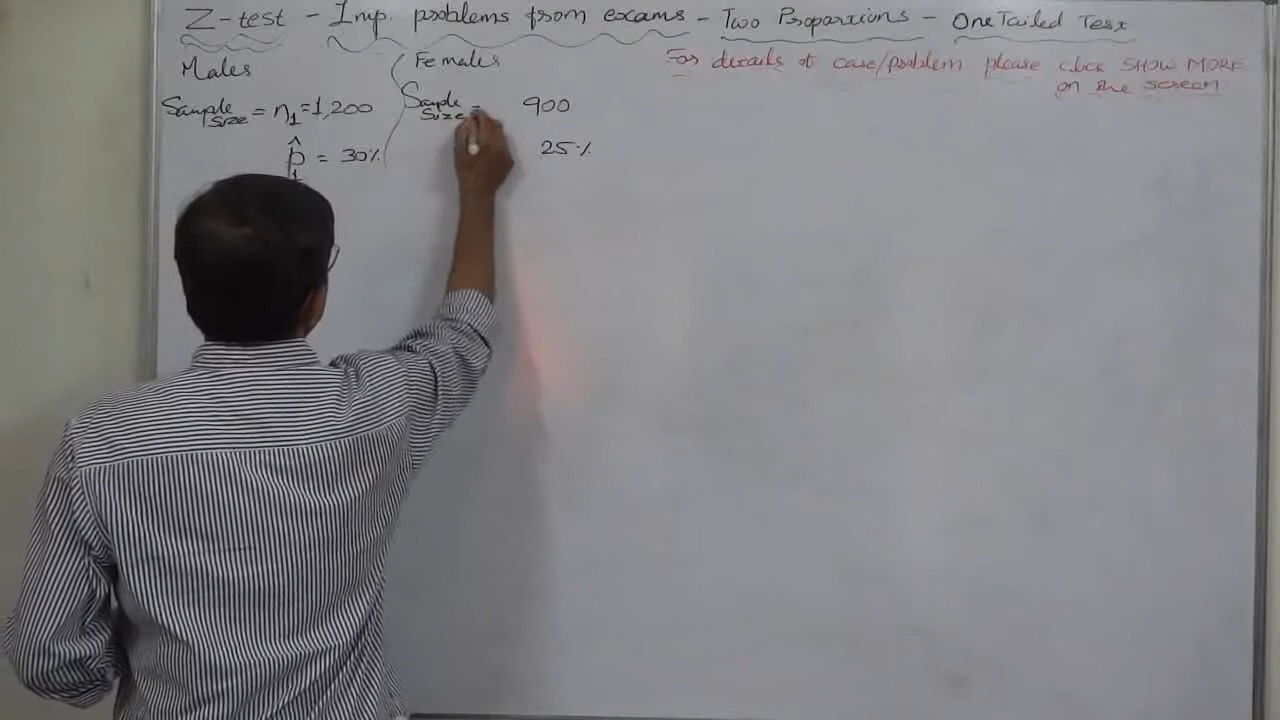 Z-test - Imp. problems from exams - Two Proportions - One Tailed Test
For details of case/problem please click SHOW MORE
on the screen
Males
Sample Size = n1 = 1,200
p̂1 = 30%
Females
Sample Size = 900
25%